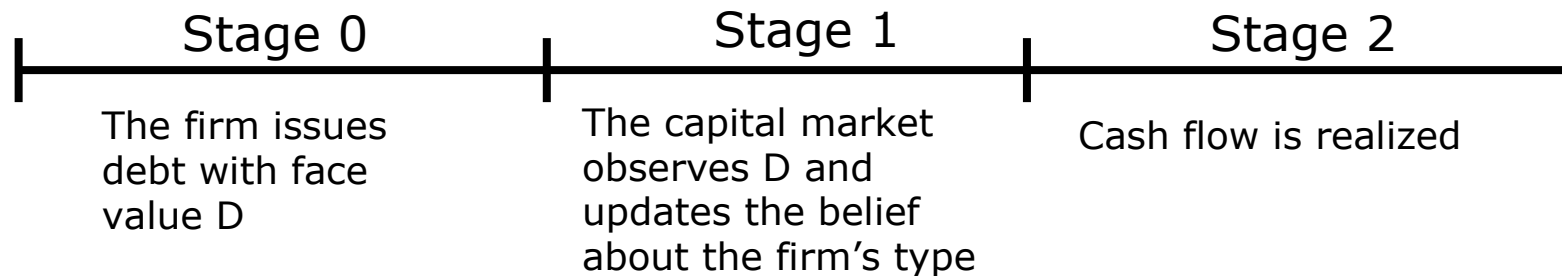 Stage 0
Stage 1
Stage 2
The firm issues
debt with face
value D
The capital market
observes D and
updates the belief
about the firm's type
Cash flow is realized